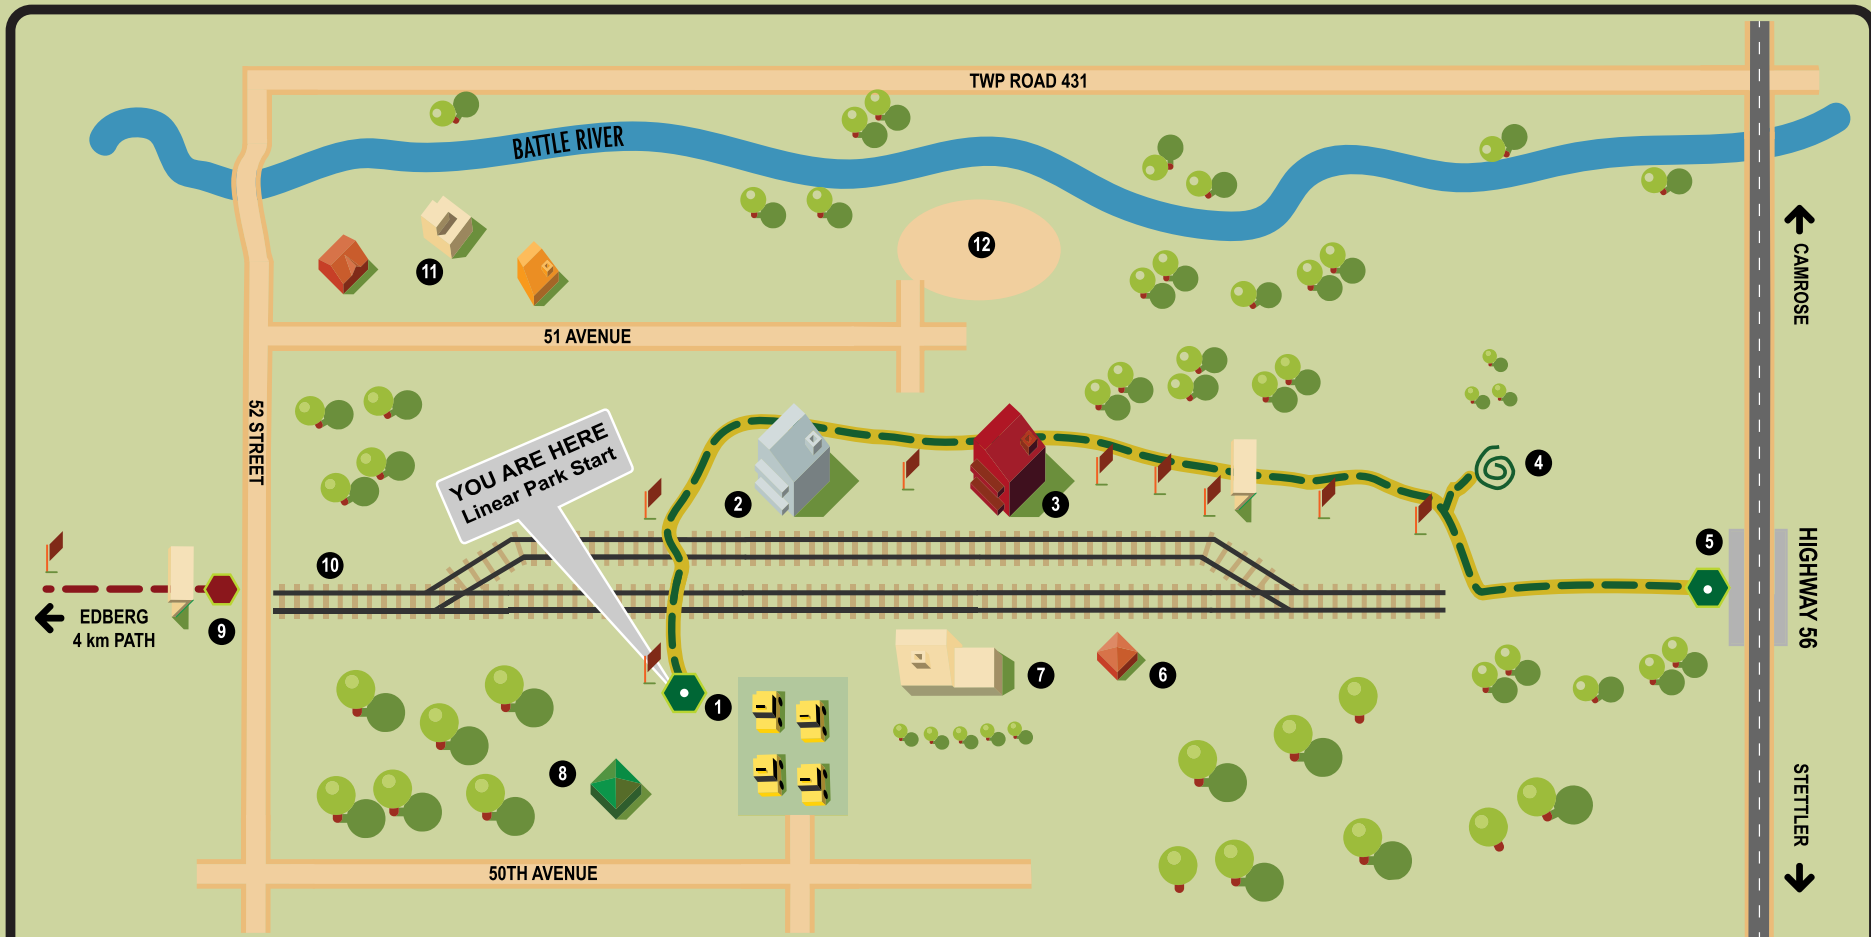 TWP ROAD 431
BATTLE RIVER
12
11
CAMROSE
51 AVENUE
52 STREET
YOU ARE HERE
Linear Park Start
2
3
4
5
HIGHWAY 56
10
EDBERG
4 km PATH
9
7
6
1
8
STETTLER
50TH AVENUE